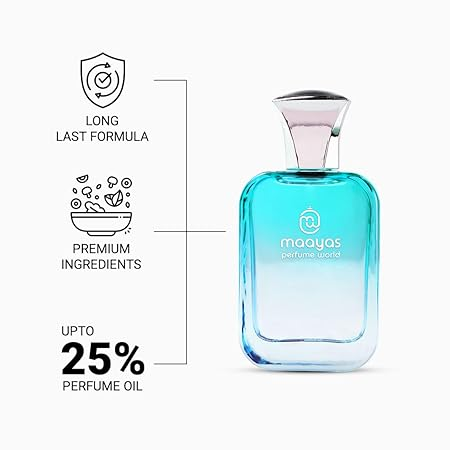 LONG
LAST FORMULA
PREMIUM
INGREDIENTS
UPTO
25%
PERFUME OIL
maayas
perfume world